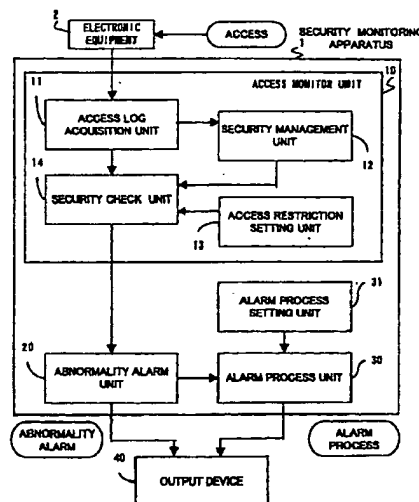 2
ELECTRONIC
EQUIPMENT
ACCESS
SECURITY MONITORING
APPARATUS
1
10
ACCESS MONITOR UNIT
11
ACCESS LOG
ACQUISITION UNIT
SECURITY MANAGEMENT
UNIT
12
14
SECURITY CHECK UNIT
ACCESS RESTRICTION
SETTING UNIT
13
31
ALARM PROCESS
SETTING UNIT
20
ABNORMALITY ALARM
UNIT
ALARM PROCESS UNIT
30
ABNORMALITY
ALARM
ALARM
PROCESS
40
OUTPUT DEVICE